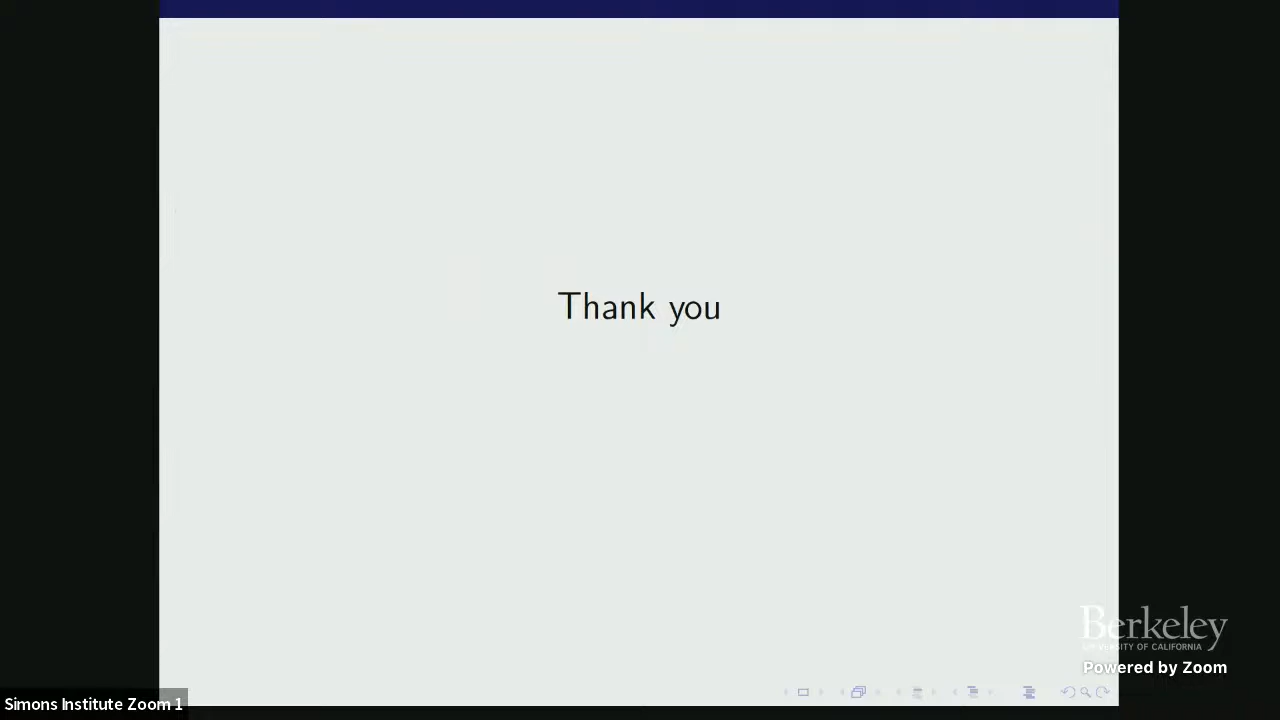 Thank you
Berkeley
UNIVERSITY OF CALIFORNIA
Powered by Zoom
Simons Institute Zoom 1